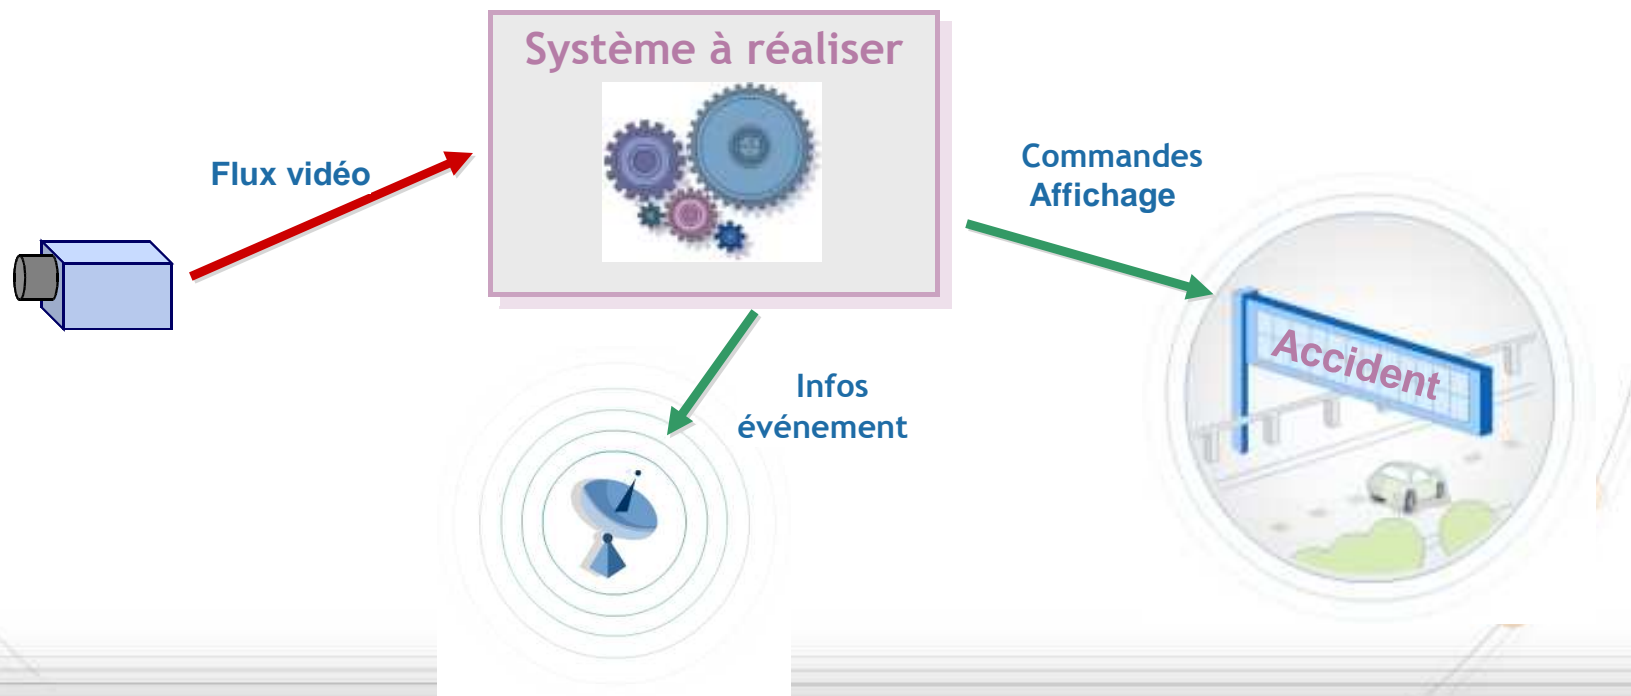 Système à réaliser
Flux vidéo
Commandes
Affichage
Accident
Infos
événement